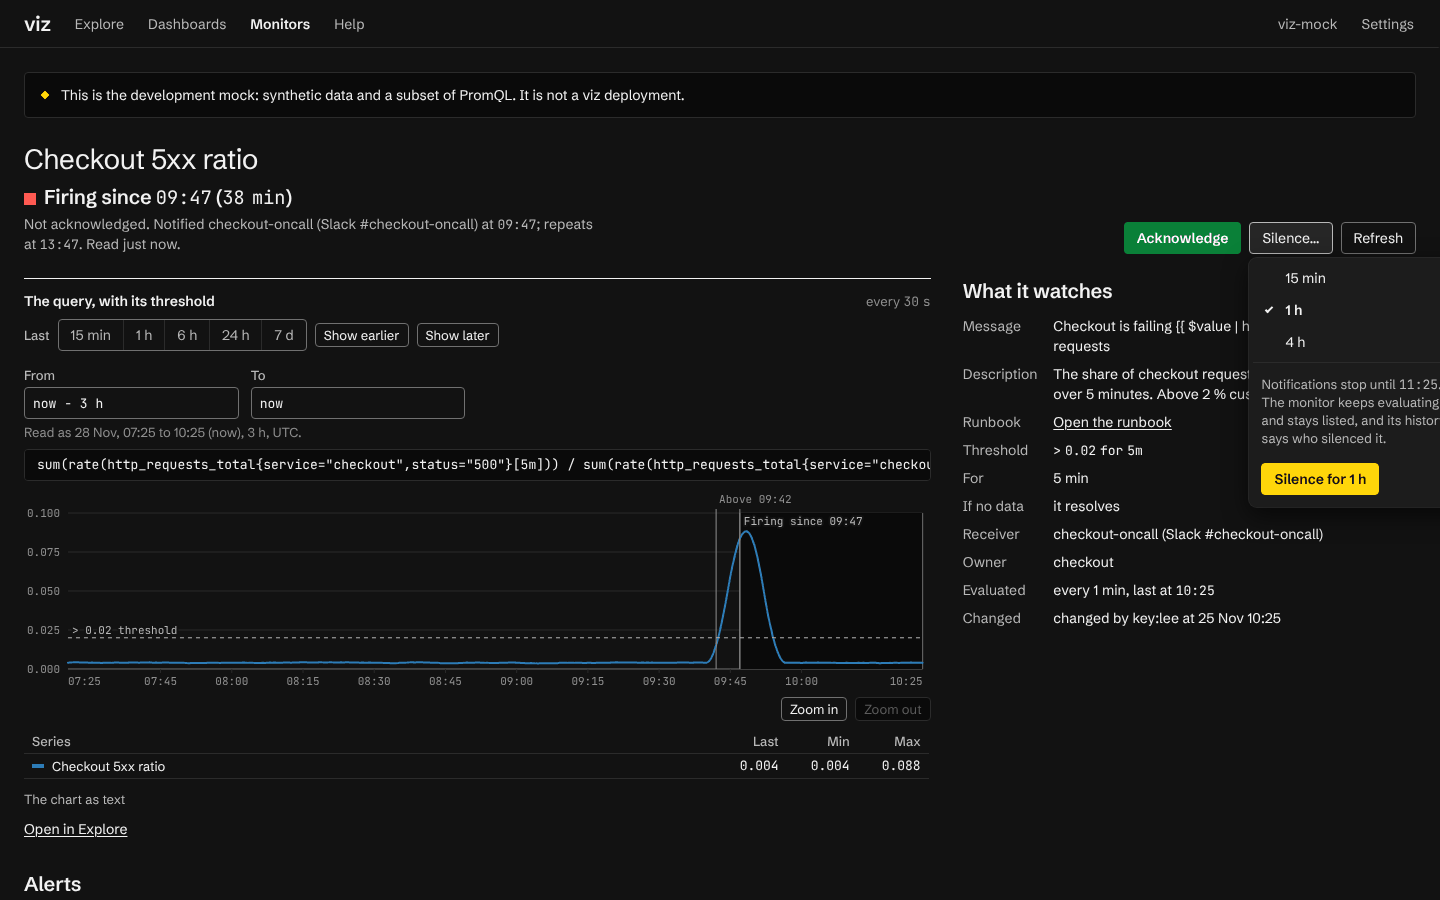 viz Explore Dashboards Monitors Help viz-mock Settings
This is the development mock: synthetic data and a subset of PromQL. It is not a viz deployment.
Checkout 5xx ratio
Firing since 09:47 (38 min)
Not acknowledged. Notified checkout-oncall (Slack #checkout-oncall) at 09:47; repeats
at 13:47. Read just now.
Acknowledge Silence... Refresh
15 min
1 h
4 h
Notifications stop until 11:25.
The monitor keeps evaluating
and stays listed, and its
says who silenced it.
Silence for 1 h
The query, with its threshold every 30 s
Last 15 min 1 h 6 h 24 h 7 d Show earlier Show later
From To
now - 3 h now
Read as 28 Nov, 07:25 to 10:25 (now), 3 h, UTC.
sum(rate(http_requests_total{service="checkout",status="500"}[5m])) / sum(rate(http_requests_total{service="checkou
Above 09:42
Firing since 09:47
0.100
0.075
0.050
0.025
0.000
> 0.02 threshold
07:25 07:45 08:00 08:15 08:30 08:45 09:00 09:15 09:30 09:45 10:00 10:25
Zoom in Zoom out
Series Last Min Max
Checkout 5xx ratio 0.004 0.004 0.088
The chart as text
Open in Explore
Alerts
What it watches
Message Checkout is failing {{ $value | h
requests
Description The share of checkout
over 5 minutes. Above 2 %
Runbook Open the runbook
Threshold > 0.02 for 5m
For 5 min
If no data it resolves
Receiver checkout-oncall (Slack #checkout-oncall)
Owner checkout
Evaluated every 1 min, last at 10:25
Changed changed by key:lee at 25 Nov 10:25